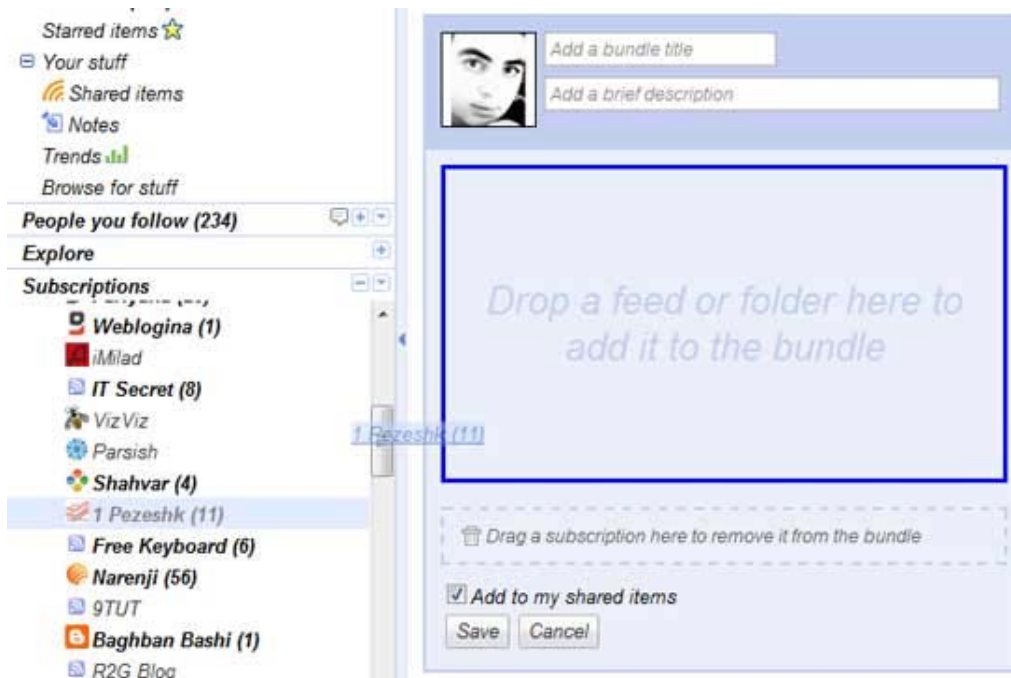 Starred items
Your stuff
Shared items
Notes
Trends
Browse for stuff
People you follow (234)
Explore
Subscriptions
Weblogina (1)
iMilad
IT Secret (8)
VizViz
Parsish
Shahvar (4)
1 Pezeshk (11)
Free Keyboard (6)
Narenji (56)
9TUT
Baghban Bashi (1)
R2G Blog
1 Pezeshk (11)
Add a bundle title
Add a brief description
Drop a feed or folder here to
add it to the bundle
Drag a subscription here to remove it from the bundle
Add to my shared items
Save
Cancel